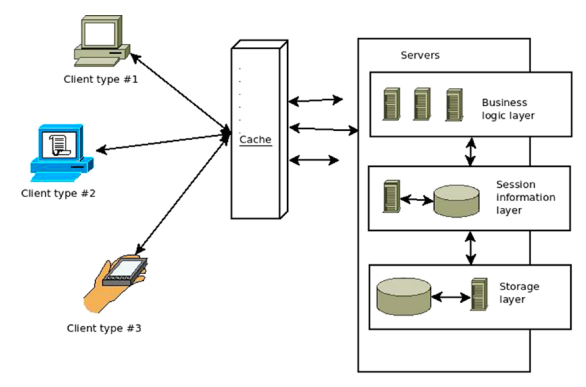 Client type #1
Client type #2
Client type #3
Cache
Servers
Business
logic layer
Session
information
layer
Storage
layer